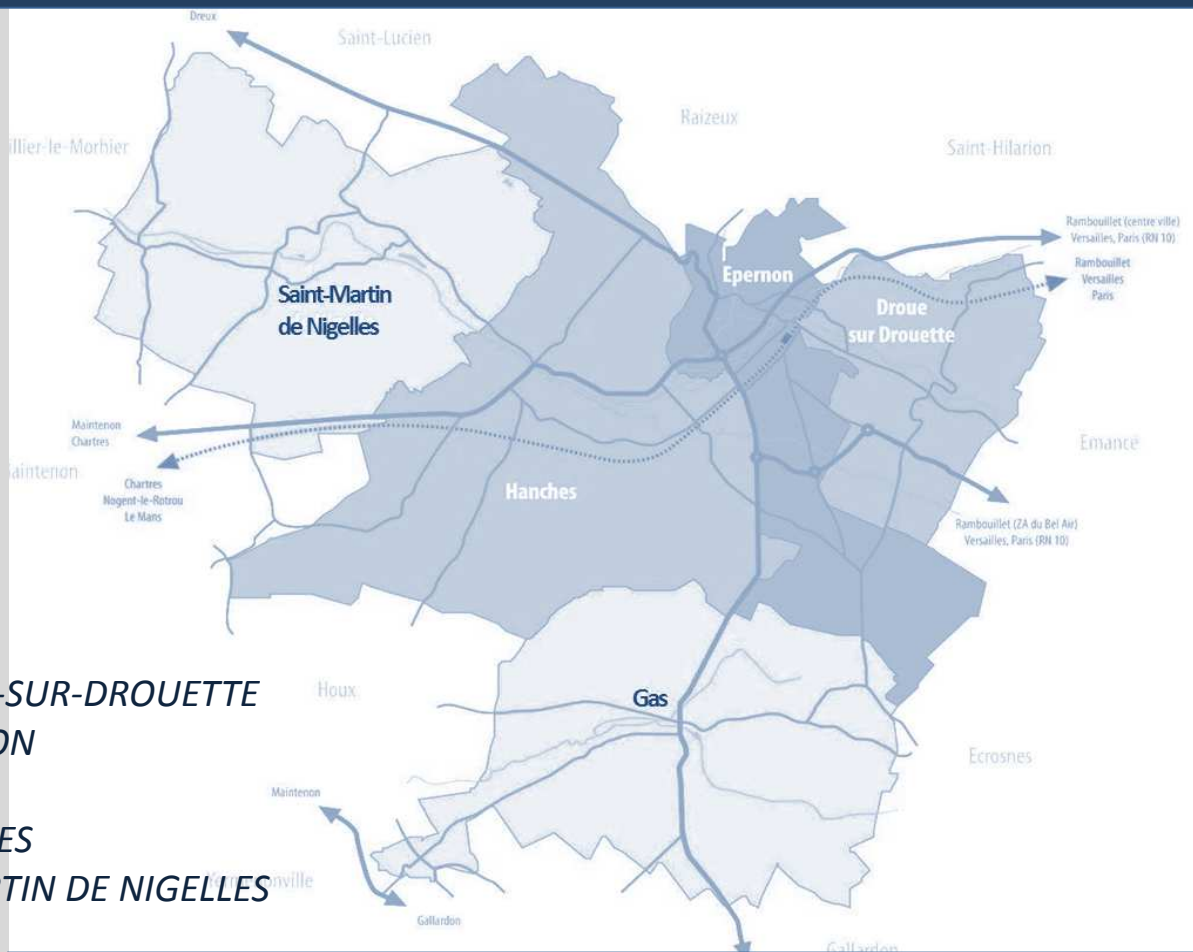 Dreux
Saint-Lucien
Raizeux
illier-le-Morhier
Saint-Hilarion
Rambouillet (centre ville)
Versailles, Paris (RN 10)
Epernon
Rambouillet
Versailles
Paris
Saint-Martin
de Nigelles
Droue
sur Drouette
Maintenon
Chartres
Emancé
aintenon
Chartres
Nogent-le-Rotrou
Le Mans
Hanches
Rambouillet (ZA du Bel Air)
Versailles, Paris (RN 10)
-SUR-DROUETTE
Houx
Gas
ON
Ecrosnes
Maintenon
ES
RTIN DE NIGELLES
onville
Gallardon
Gallardon